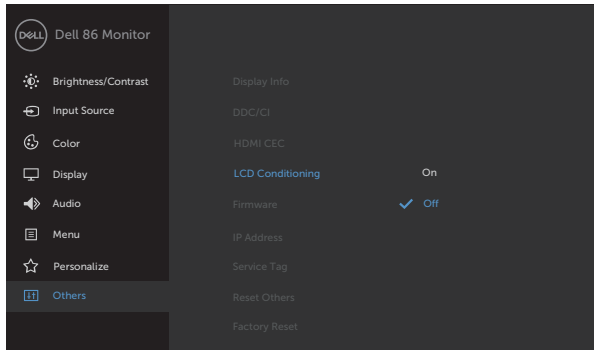 DELL Dell 86 Monitor
Brightness/Contrast Display Info
Input Source DDC/CI
Color HDMI CEC
Display LCD Conditioning On
Audio Firmware Off
Menu IP Address
Personalize Service Tag
Others Reset Others
Factory Reset